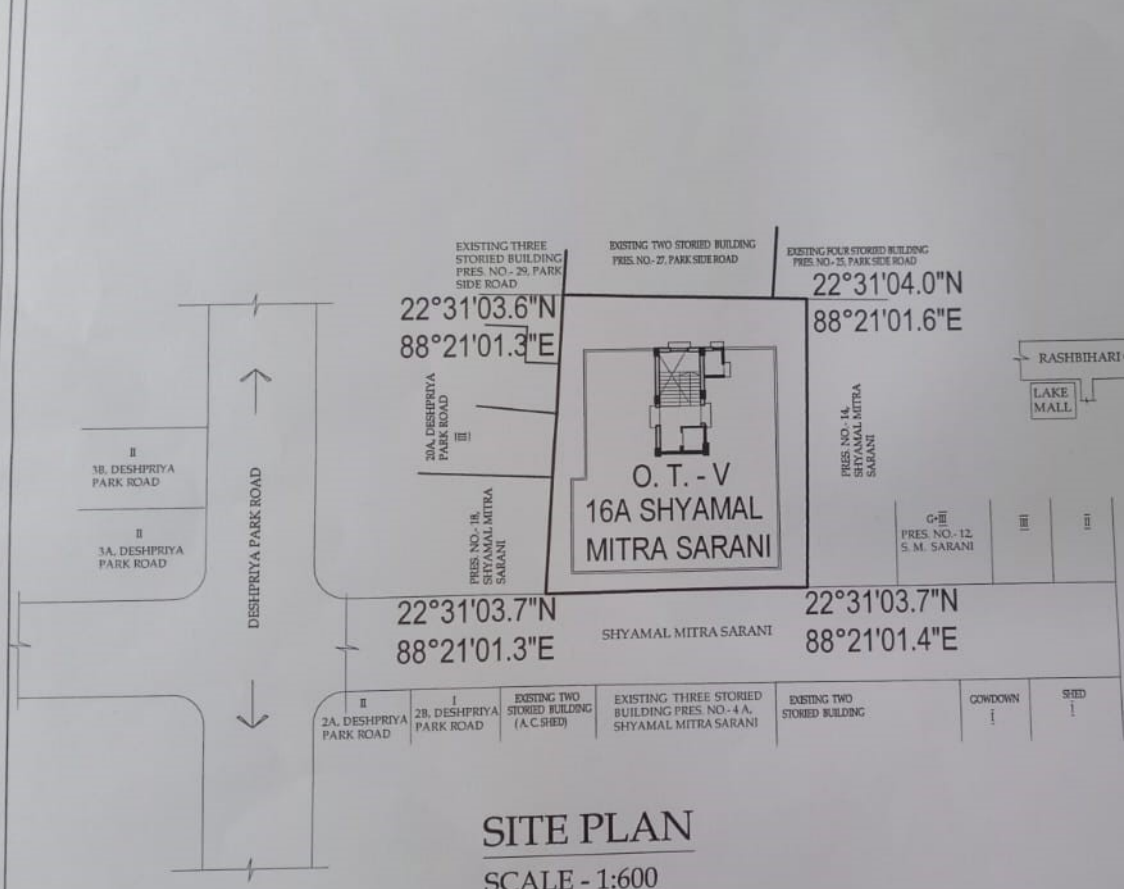 EXISTING THREE
STORIED BUILDING
PRES. NO.- 29, PARK
SIDE ROAD
EXISTING TWO STORIED BUILDING
PRES. NO.- 27, PARK SIDE ROAD
EXISTING FOUR STORIED BUILDING
PRES. NO.- 25, PARK SIDE ROAD
22°31'03.6"N
88°21'01.3"E
22°31'04.0"N
88°21'01.6"E
RASHBIHARI
LAKE
MALL
20A, DESHPRIYA
PARK ROAD
III
PRES. NO.- 14,
SHYAMAL MITRA
SARANI
II
3B, DESHPRIYA
PARK ROAD
II
3A, DESHPRIYA
PARK ROAD
DESHPRIYA PARK ROAD
O. T. - V
16A SHYAMAL
MITRA SARANI
PRES. NO.- 18,
SHYAMAL MITRA
SARANI
G+III
PRES. NO.- 12,
S. M. SARANI
III
II
22°31'03.7"N
88°21'01.3"E
SHYAMAL MITRA SARANI
22°31'03.7"N
88°21'01.4"E
II
2A, DESHPRIYA
PARK ROAD
I
2B, DESHPRIYA
PARK ROAD
EXISTING TWO
STORIED BUILDING
(A.C. SHED)
EXISTING THREE STORIED
BUILDING PRES. NO.- 4 A,
SHYAMAL MITRA SARANI
EXISTING TWO
STORIED BUILDING
GOWDOWN
I
SHED
I
SITE PLAN
SCALE - 1:600